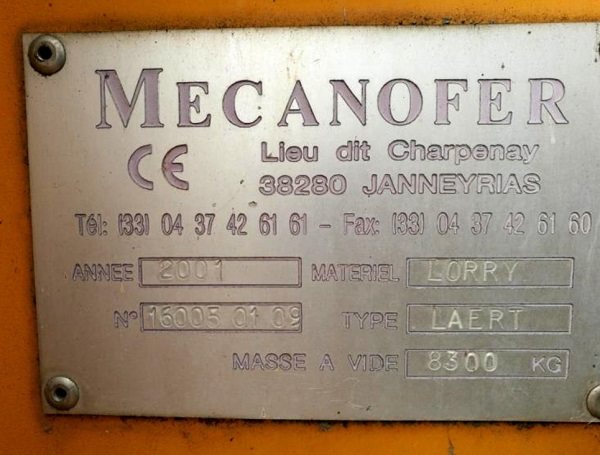 MECANOFER
CE Lieu dit Charpenay
38280 JANNEYRIAS
Tél: (33) 04 37 42 61 61 - Fax: (33) 04 37 42 61 60
ANNEE 2001 MATERIEL LORRY
N° 16005 01 09 TYPE LAERT
MASSE A VIDE 8300 KG